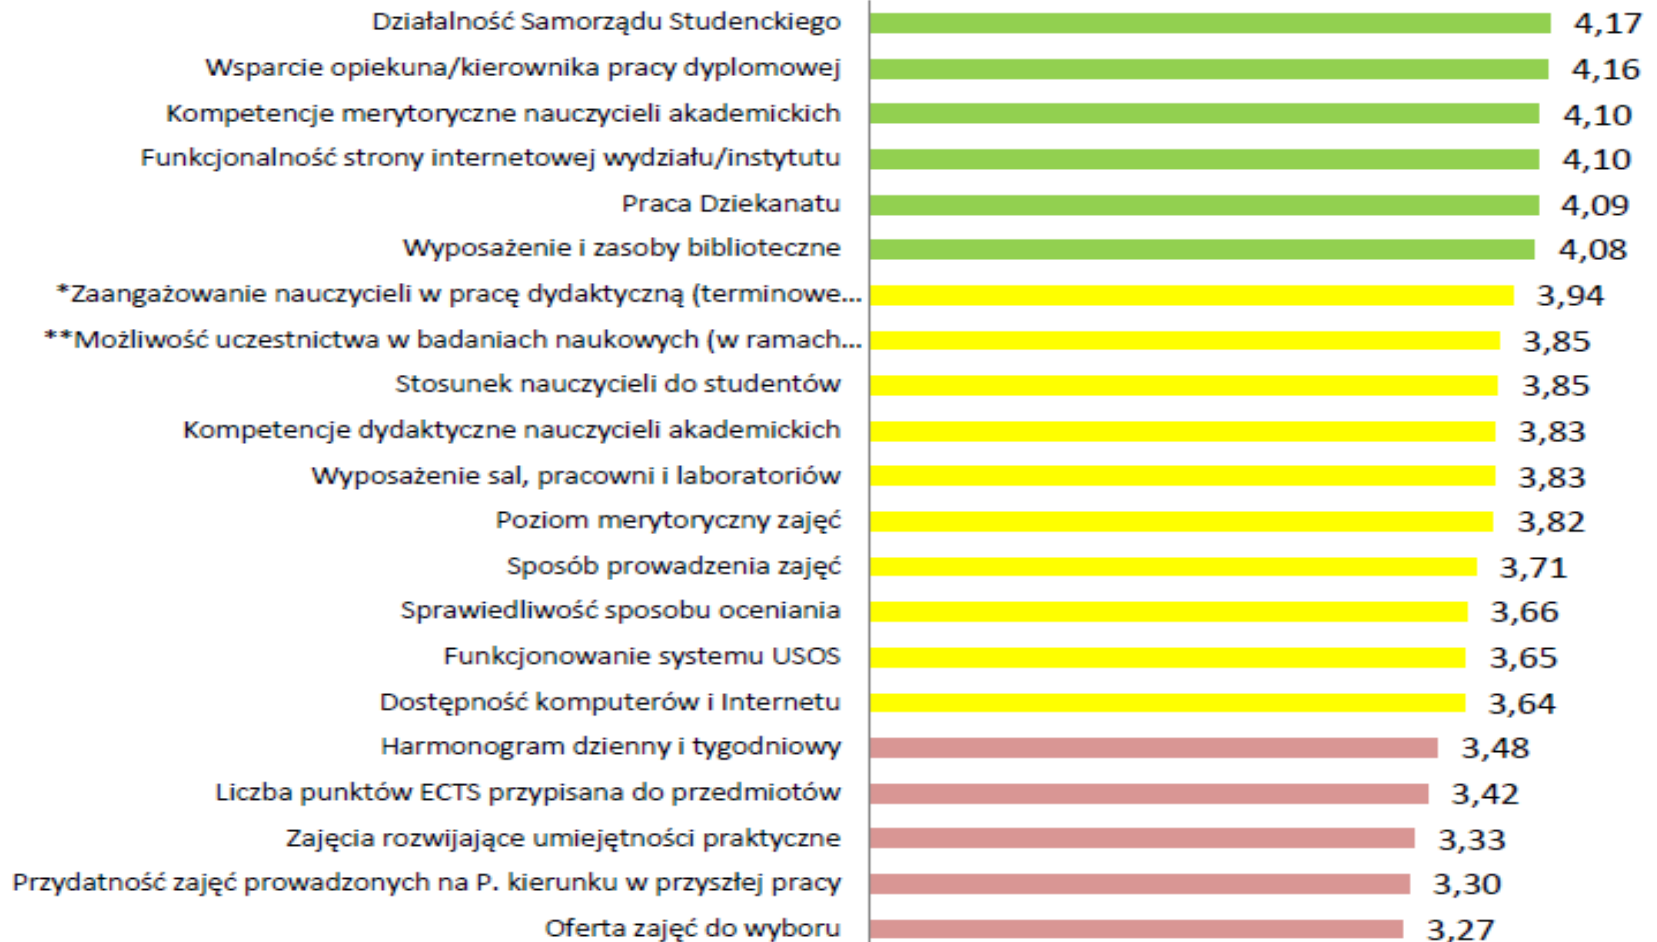 Działalność Samorządu Studenckiego 4,17
Wsparcie opiekuna/kierownika pracy dyplomowej 4,16
Kompetencje merytoryczne nauczycieli akademickich 4,10
Funkcjonalność strony internetowej wydziału/instytutu 4,10
Praca Dziekanatu 4,09
Wyposażenie i zasoby biblioteczne 4,08
*Zaangażowanie nauczycieli w pracę dydaktyczną (terminowe... 3,94
**Możliwość uczestnictwa w badaniach naukowych (w ramach... 3,85
Stosunek nauczycieli do studentów 3,85
Kompetencje dydaktyczne nauczycieli akademickich 3,83
Wyposażenie sal, pracowni i laboratoriów 3,83
Poziom merytoryczny zajęć 3,82
Sposób prowadzenia zajęć 3,71
Sprawiedliwość sposobu oceniania 3,66
Funkcjonowanie systemu USOS 3,65
Dostępność komputerów i Internetu 3,64
Harmonogram dzienny i tygodniowy 3,48
Liczba punktów ECTS przypisana do przedmiotów 3,42
Zajęcia rozwijające umiejętności praktyczne 3,33
Przydatność zajęć prowadzonych na P. kierunku w przyszłej pracy 3,30
Oferta zajęć do wyboru 3,27